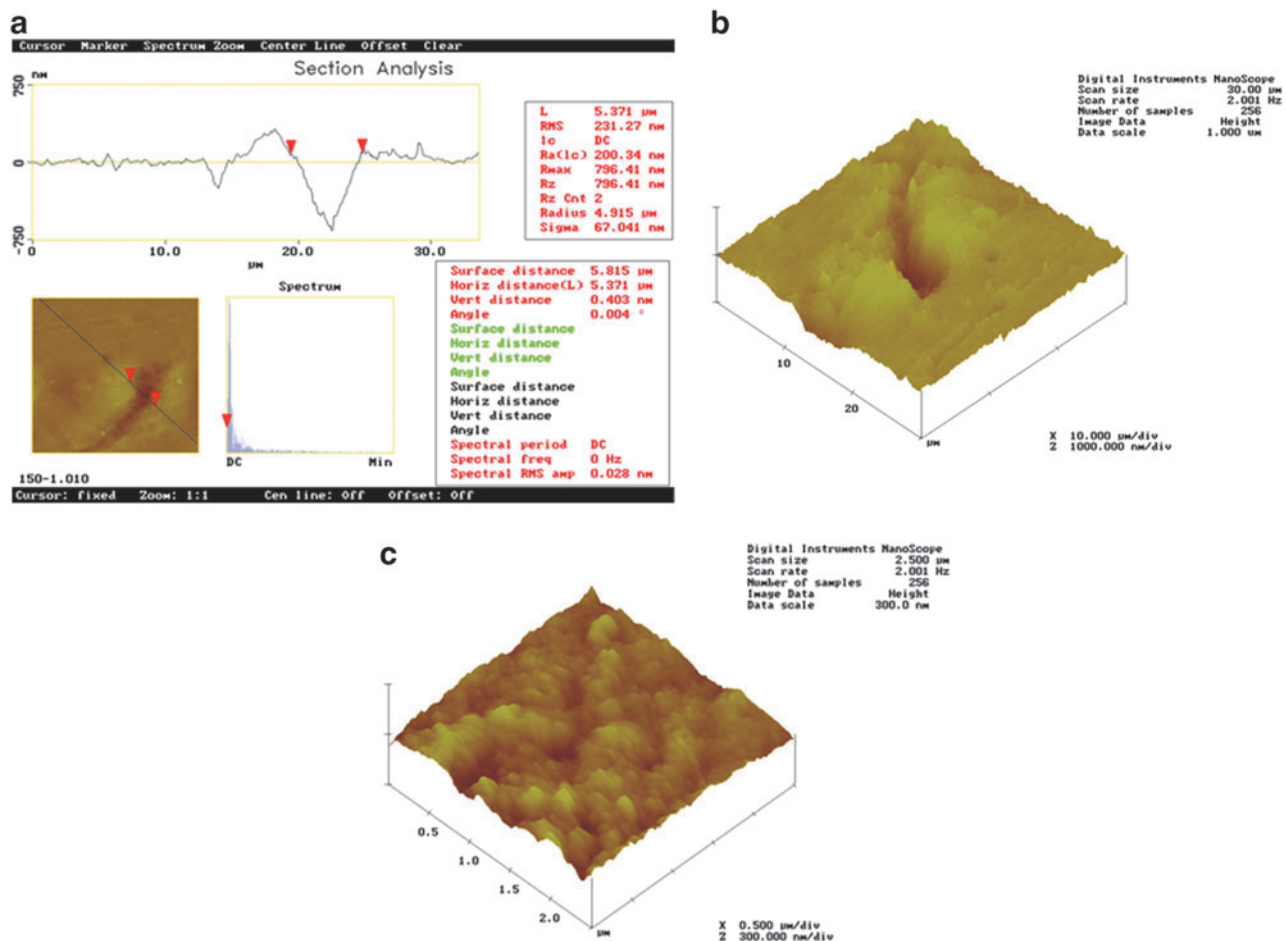 a
Cursor Marker Spectrum Zoom Center Line Offset Clear
Section Analysis
nm
750
0
-750
-0 10.0 20.0 30.0
µm
L 5.371 µm
RMS 231.27 nm
lc DC
Ra(lc) 200.34 nm
Rmax 796.41 nm
Rz 796.41 nm
Rz Cnt 2
Radius 4.915 µm
Sigma 67.041 nm
Spectrum
DC Min
Surface distance 5.815 µm
Horiz distance(L) 5.371 µm
Vert distance 0.403 nm
Angle 0.004 °
Surface distance
Horiz distance
Vert distance
Angle
Surface distance
Horiz distance
Vert distance
Angle
Spectral period DC
Spectral freq 0 Hz
Spectral RMS amp 0.028 nm
150-1.010
Cursor: fixed Zoom: 1:1 Cen line: Off Offset: Off
b
Digital Instruments NanoScope
Scan size 30.00 µm
Scan rate 2.001 Hz
Number of samples 256
Image Data Height
Data scale 1.000 um
10
20
µm
X 10.000 µm/div
Z 1000.000 nm/div
c
Digital Instruments NanoScope
Scan size 2.500 µm
Scan rate 2.001 Hz
Number of samples 256
Image Data Height
Data scale 300.0 nm
0.5
1.0
1.5
2.0
µm
X 0.500 µm/div
Z 300.000 nm/div